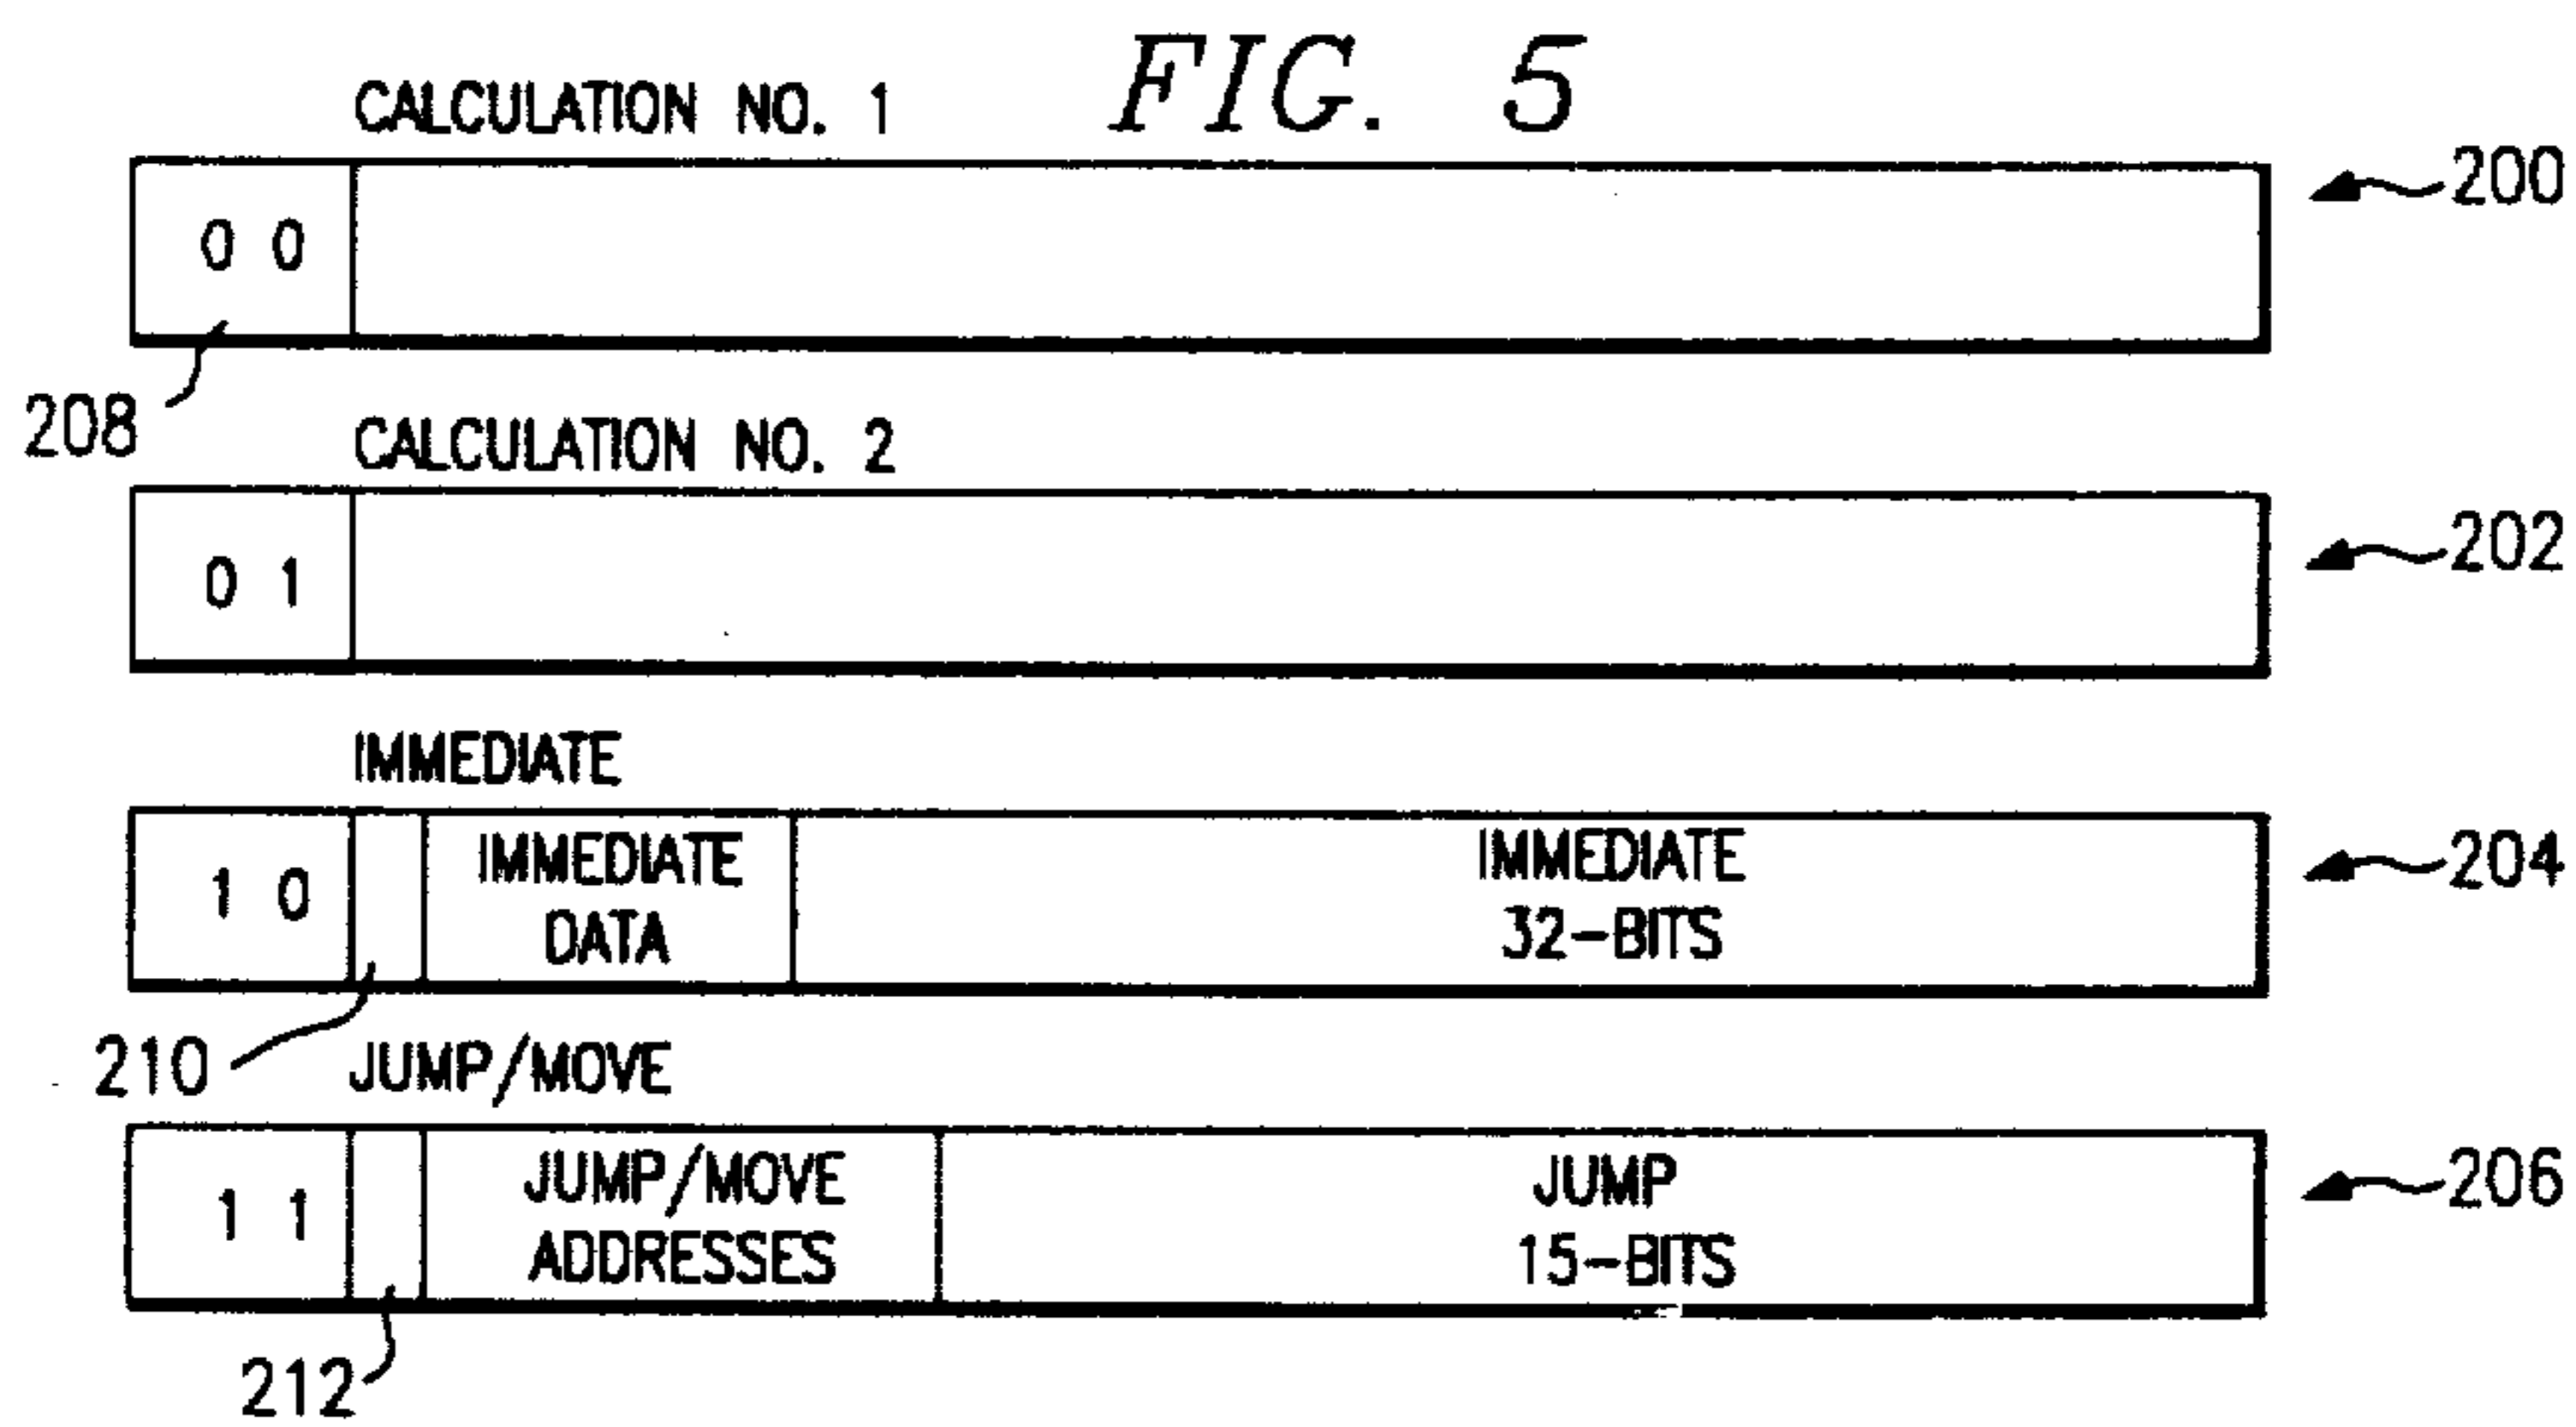 FIG. 5
CALCULATION NO. 1
0 0
200
208
CALCULATION NO. 2
0 1
202
IMMEDIATE
1 0
IMMEDIATE
DATA
IMMEDIATE
32-BITS
204
210
JUMP/MOVE
1 1
JUMP/MOVE
ADDRESSES
JUMP
15-BITS
206
212